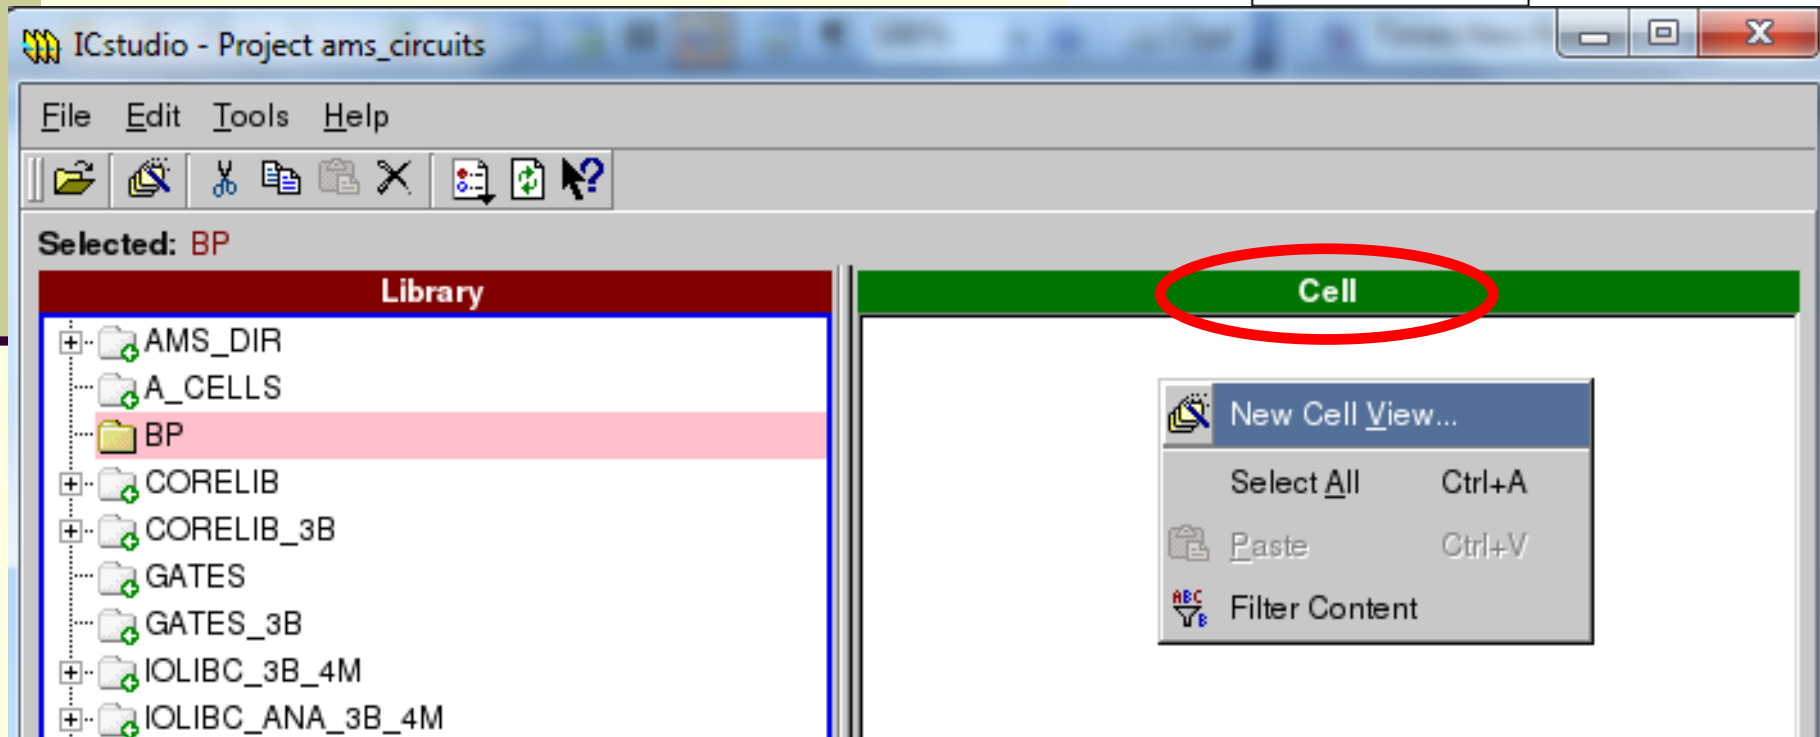 ICstudio - Project ams_circuits
File Edit Tools Help
Selected: BP
Library
Cell
AMS_DIR
A_CELLS
BP
CORELIB
CORELIB_3B
GATES
GATES_3B
IOLIBC_3B_4M
IOLIBC_ANA_3B_4M
New Cell View...
Select All Ctrl+A
Paste Ctrl+V
Filter Content